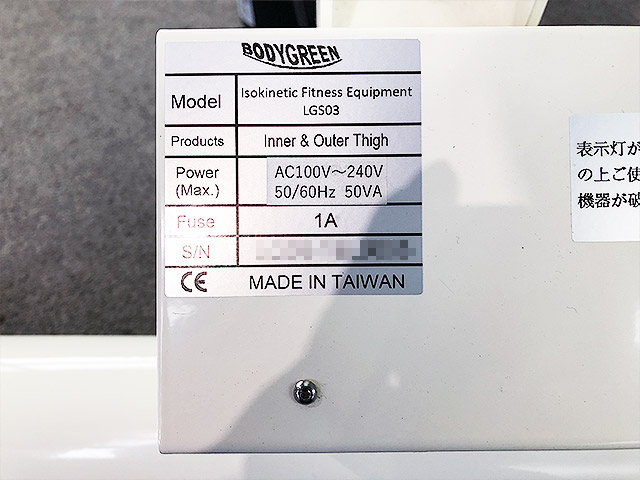 BODYGREEN
Model
Isokinetic Fitness Equipment
LGS03
Products
Inner & Outer Thigh
Power
(Max.)
AC100V～240V
50/60Hz 50VA
Fuse
1A
S/N
CE
MADE IN TAIWAN
表示灯が
の上ご使
機器が破